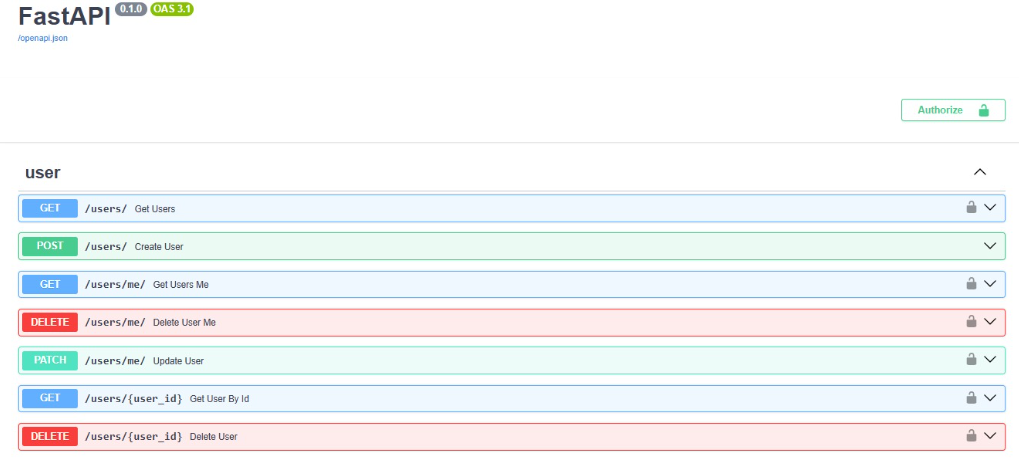 FastAPI 0.1.0 OAS 3.1
/openapi.json
Authorize
user
GET /users/ Get Users
POST /users/ Create User
GET /users/me/ Get Users Me
DELETE /users/me/ Delete User Me
PATCH /users/me/ Update User
GET /users/{user_id} Get User By Id
DELETE /users/{user_id} Delete User